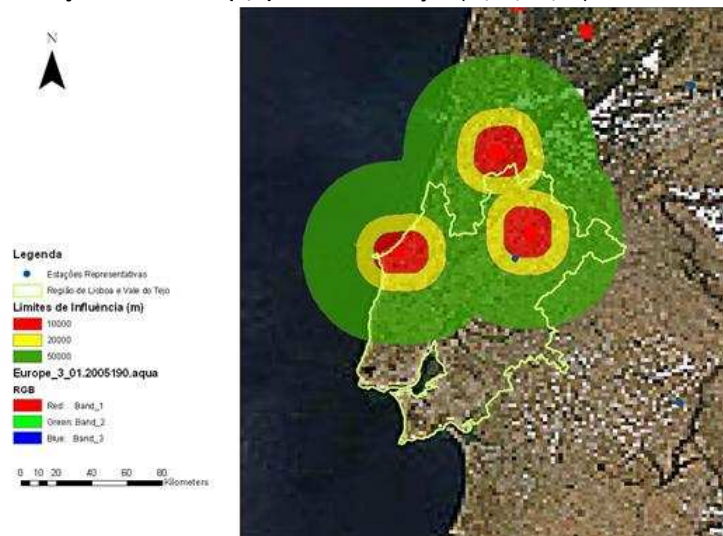 N
Legenda
Estações Representativas
Região de Lisboa e Vale do Tejo
Limites de Influência (m)
10000
20000
50000
Europe_3_01.2005190.aqua
RGB
Red: Band_1
Green: Band_2
Blue: Band_3
0 10 20 40 60 80
Kilometers